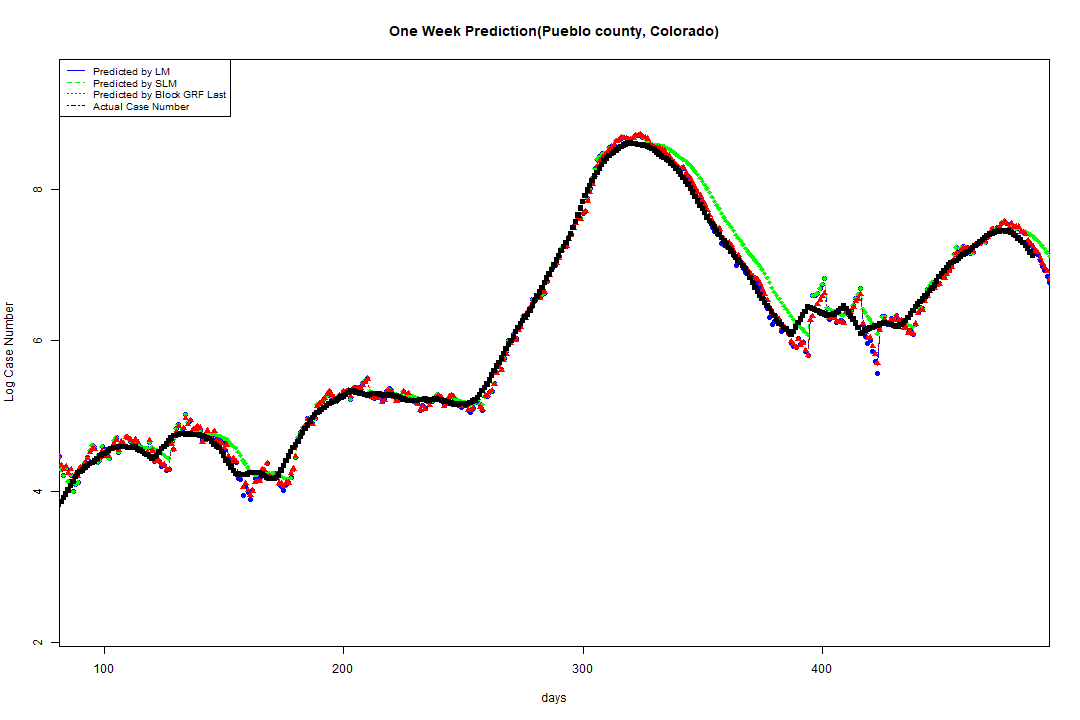 One Week Prediction(Pueblo county, Colorado)
Predicted by LM
Predicted by SLM
Predicted by Block GRF Last
Actual Case Number
Log Case Number
8
6
4
2
100 200 300 400
days